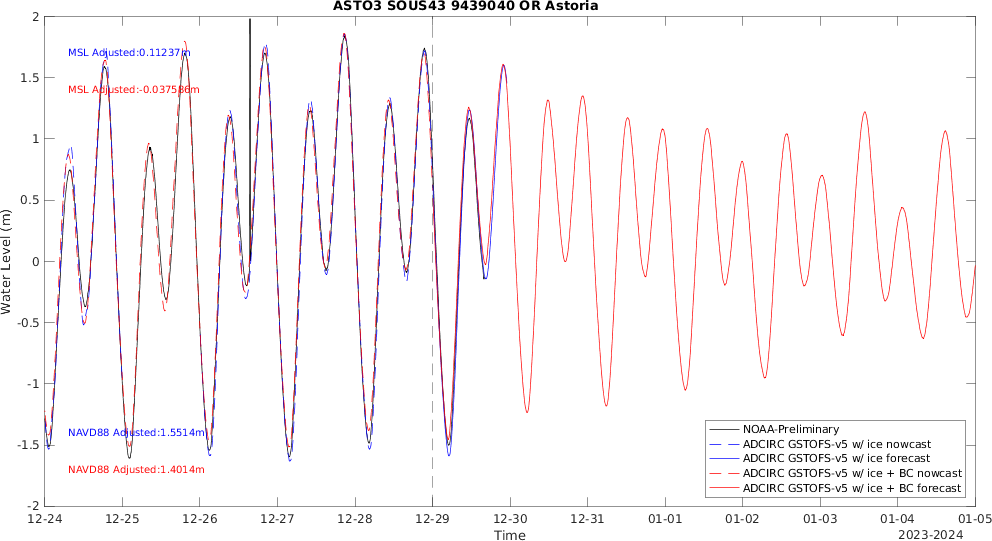 ASTO3 SOUS43 9439040 OR Astoria
MSL Adjusted:0.11237m
MSL Adjusted:-0.037586m
NAVD88 Adjusted:1.5514m
NAVD88 Adjusted:1.4014m
Water Level (m)
2
1.5
1
0.5
0
-0.5
-1
-1.5
-2
NOAA-Preliminary
ADCIRC GSTOFS-v5 w/ ice nowcast
ADCIRC GSTOFS-v5 w/ ice forecast
ADCIRC GSTOFS-v5 w/ ice + BC nowcast
ADCIRC GSTOFS-v5 w/ ice + BC forecast
12-24 12-25 12-26 12-27 12-28 12-29 12-30 01-01 01-02 01-03 01-04 01-05
Time
2023-2024